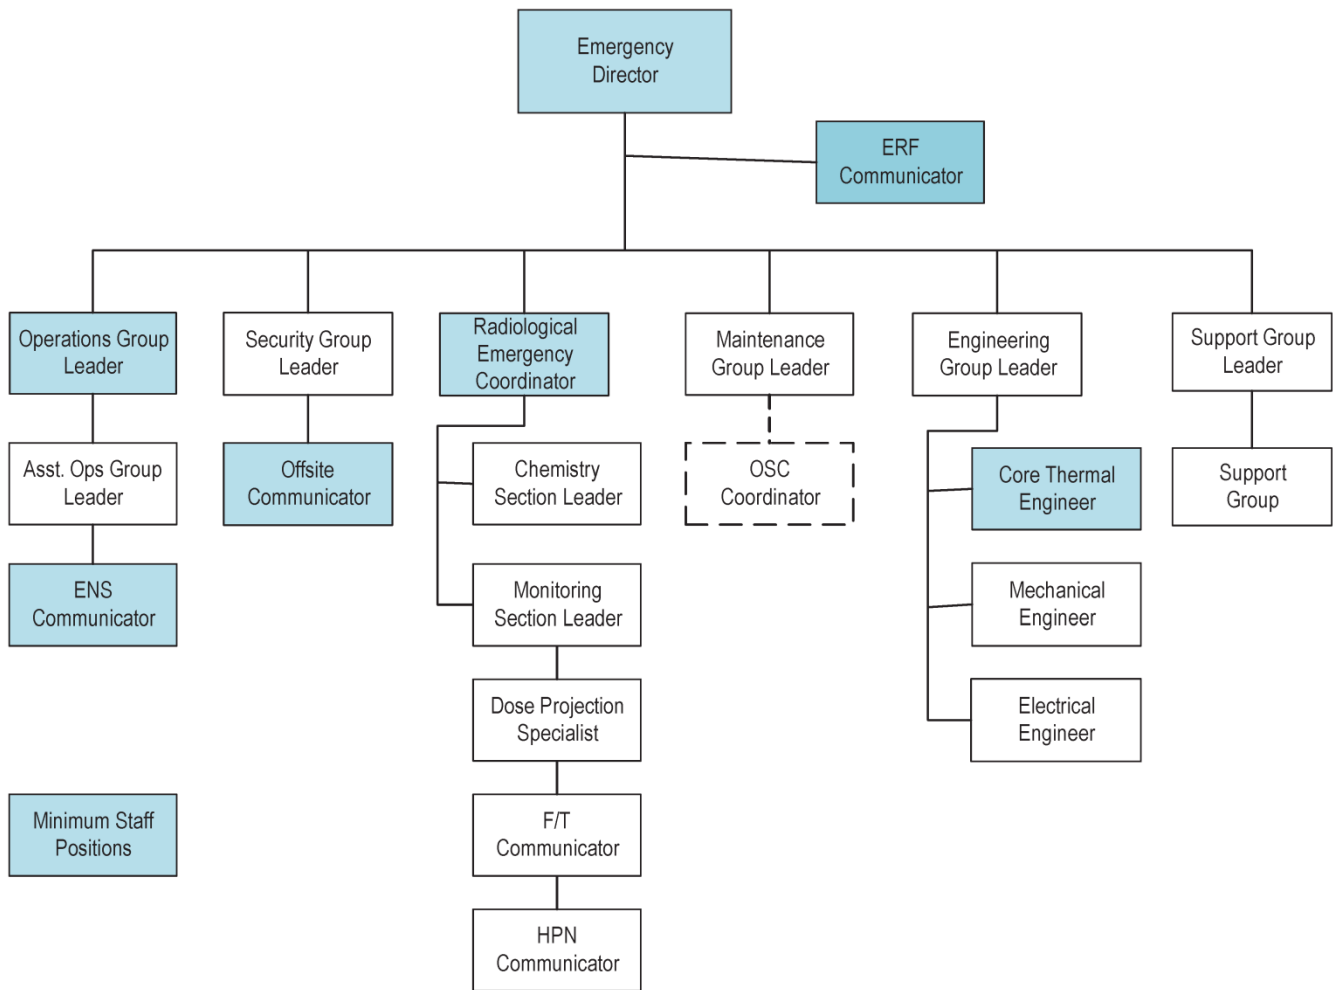 Emergency
Director
ERF
Communicator
Operations Group
Leader
Security Group
Leader
Radiological
Emergency
Coordinator
Maintenance
Group Leader
Engineering
Group Leader
Support Group
Leader
Asst. Ops Group
Leader
Offsite
Communicator
Chemistry
Section Leader
OSC
Coordinator
Core Thermal
Engineer
Support
Group
ENS
Communicator
Monitoring
Section Leader
Mechanical
Engineer
Dose Projection
Specialist
Electrical
Engineer
Minimum Staff
Positions
F/T
Communicator
HPN
Communicator